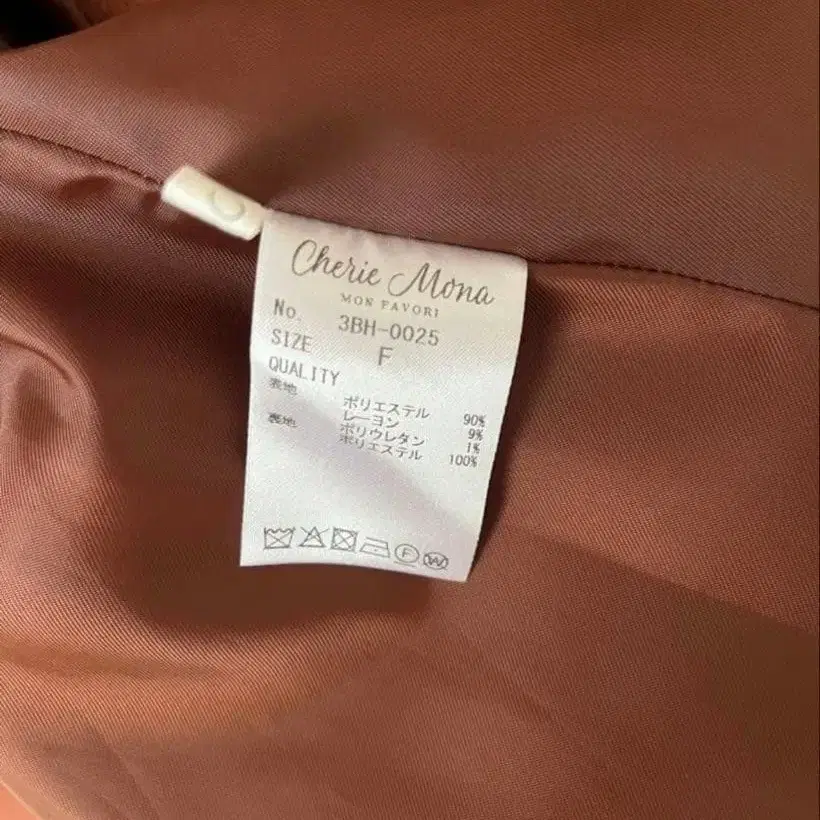 Cherie Mona
MON FAVORI
No. 3BH-0025
SIZE F
QUALITY
表地 ポリエステル 90%
レーヨン 9%
ポリウレタン 1%
裏地 ポリエステル 100%
F W